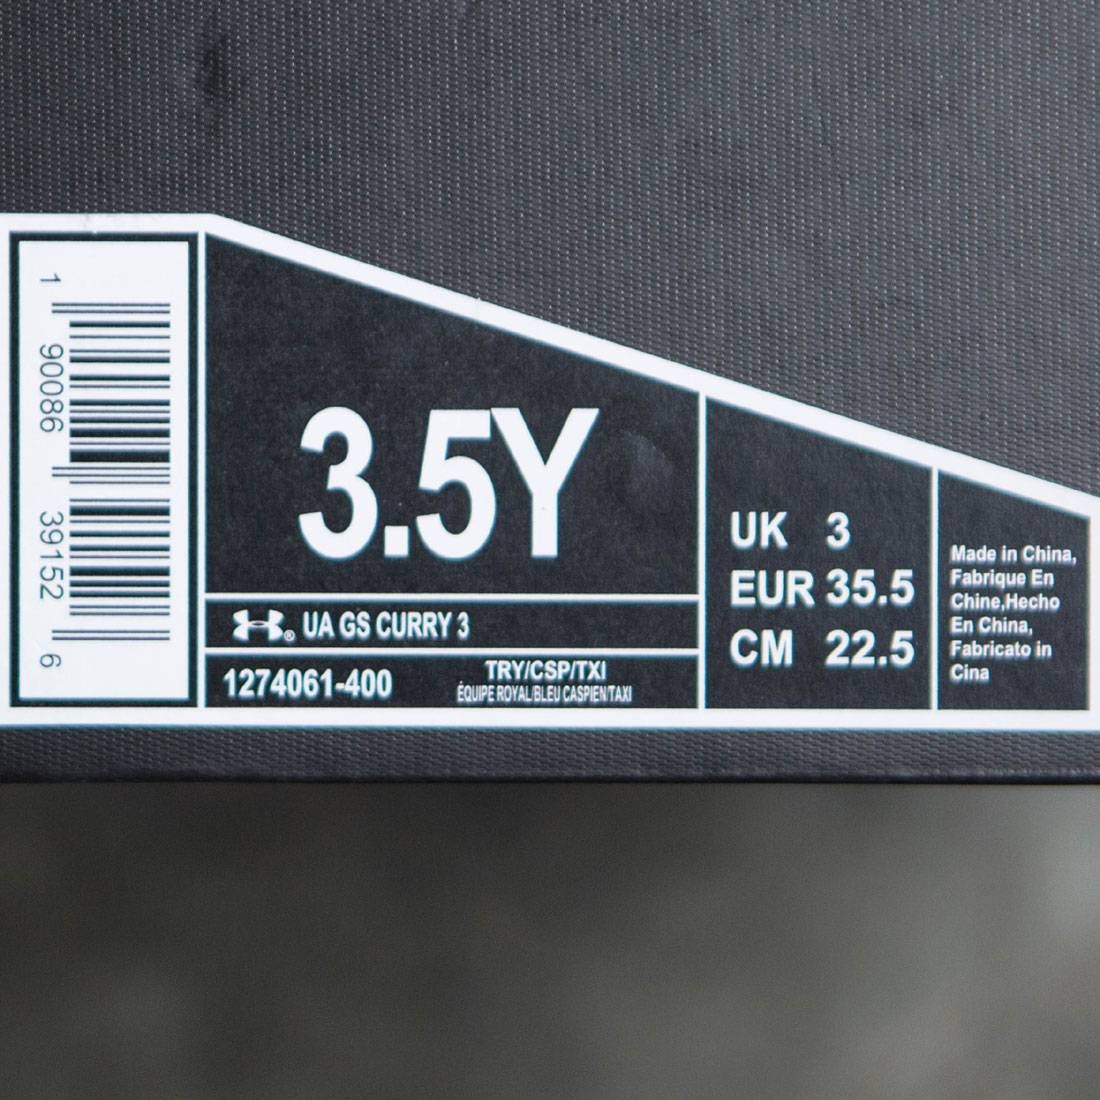 1 90086 39152 6
3.5Y
UA GS CURRY 3
1274061-400
TRY/CSP/TXI
ÉQUIPE ROYAL/BLEU CASPIEN/TAXI
UK 3
EUR 35.5
CM 22.5
Made in China,
Fabrique En
Chine,Hecho
En China,
Fabricato in
Cina